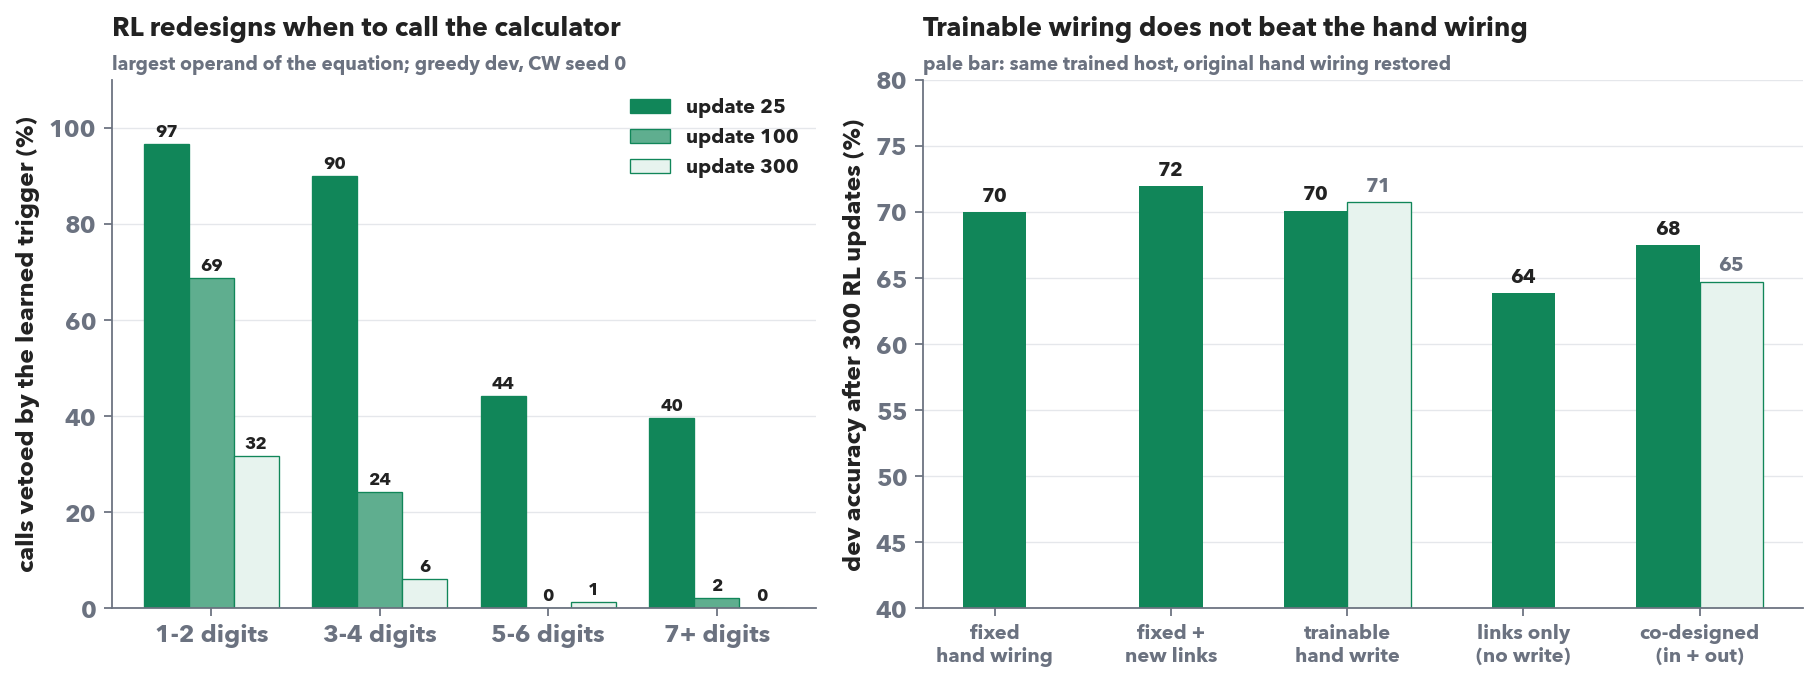 RL redesigns when to call the calculator
largest operand of the equation; greedy dev, CW seed 0
calls vetoed by the learned trigger (%)
100
80
60
40
20
0
update 25
update 100
update 300
97
69
32
90
24
6
44
0
1
40
2
0
1-2 digits
3-4 digits
5-6 digits
7+ digits
Trainable wiring does not beat the hand wiring
pale bar: same trained host, original hand wiring restored
dev accuracy after 300 RL updates (%)
80
75
70
65
60
55
50
45
40
70
72
70
71
64
68
65
fixed
hand wiring
fixed +
new links
trainable
hand write
links only
(no write)
co-designed
(in + out)